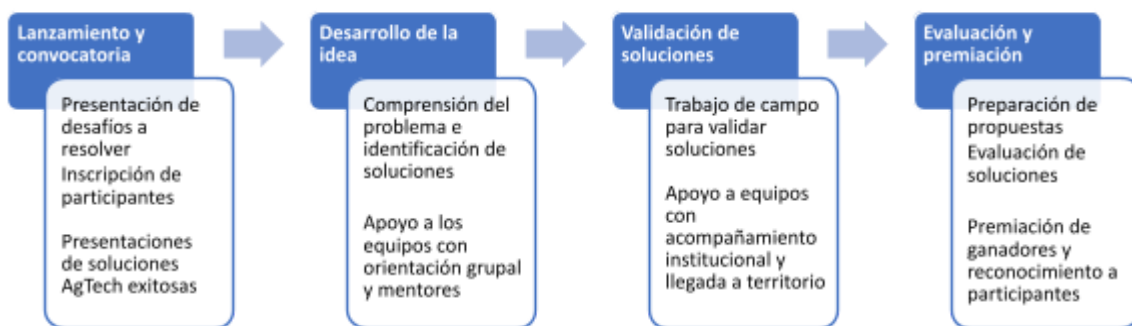 Lanzamiento y
convocatoria
Presentación de
desafíos a
resolver
Inscripción de
participantes
Presentaciones
de soluciones
AgTech exitosas
Desarrollo de la
idea
Comprensión del
problema e
identificación de
soluciones
Apoyo a los
equipos con
orientación grupal
y mentores
Validación de
soluciones
Trabajo de campo
para validar
soluciones
Apoyo a equipos
con
acompañamiento
institucional y
llegada a territorio
Evaluación y
premiación
Preparación de
propuestas
Evaluación de
soluciones
Premiación de
ganadores y
reconocimiento a
participantes